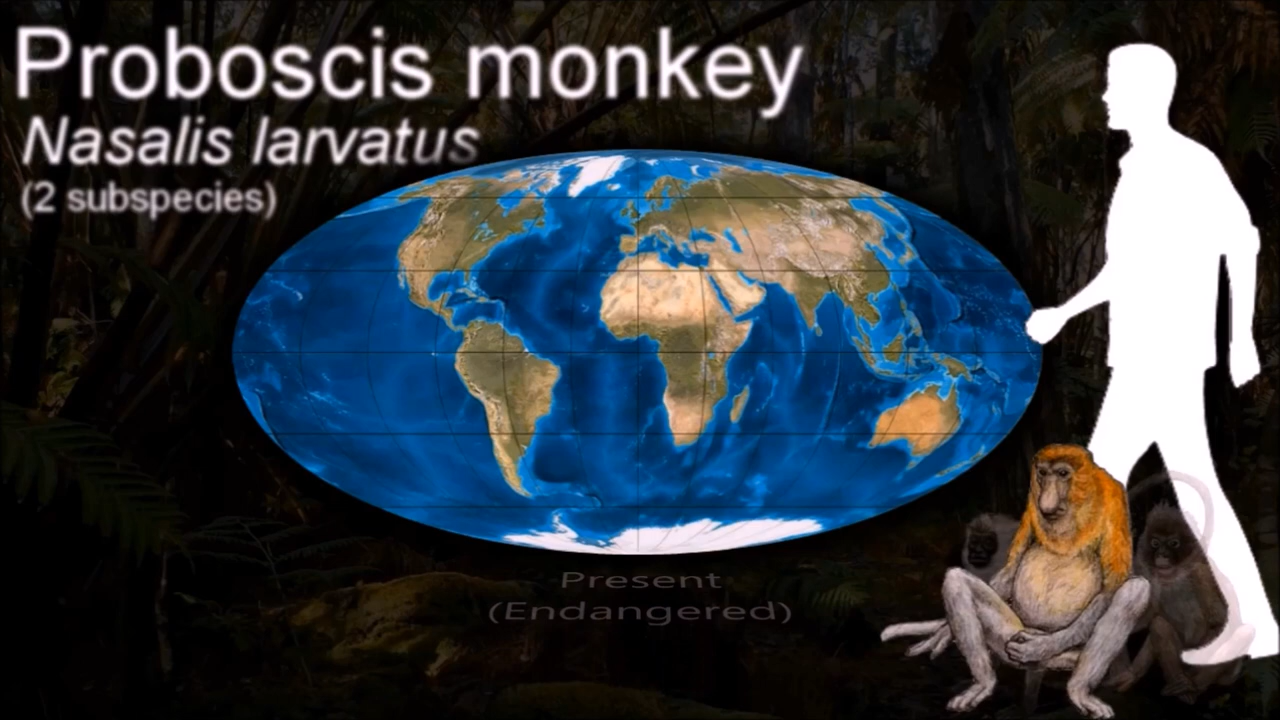 Proboscis monkey
Nasalis larvatus
(2 subspecies)
Present
(Endangered)